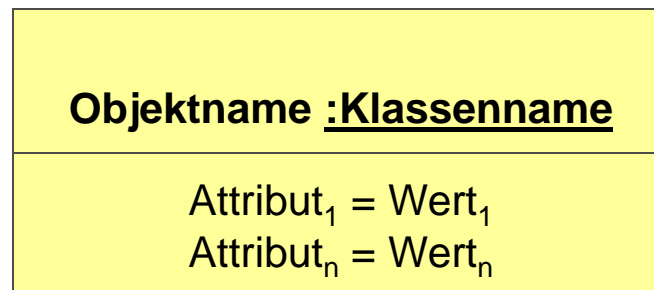 Objektname :Klassenname
Attribut₁ = Wert₁
Attributₙ = Wertₙ